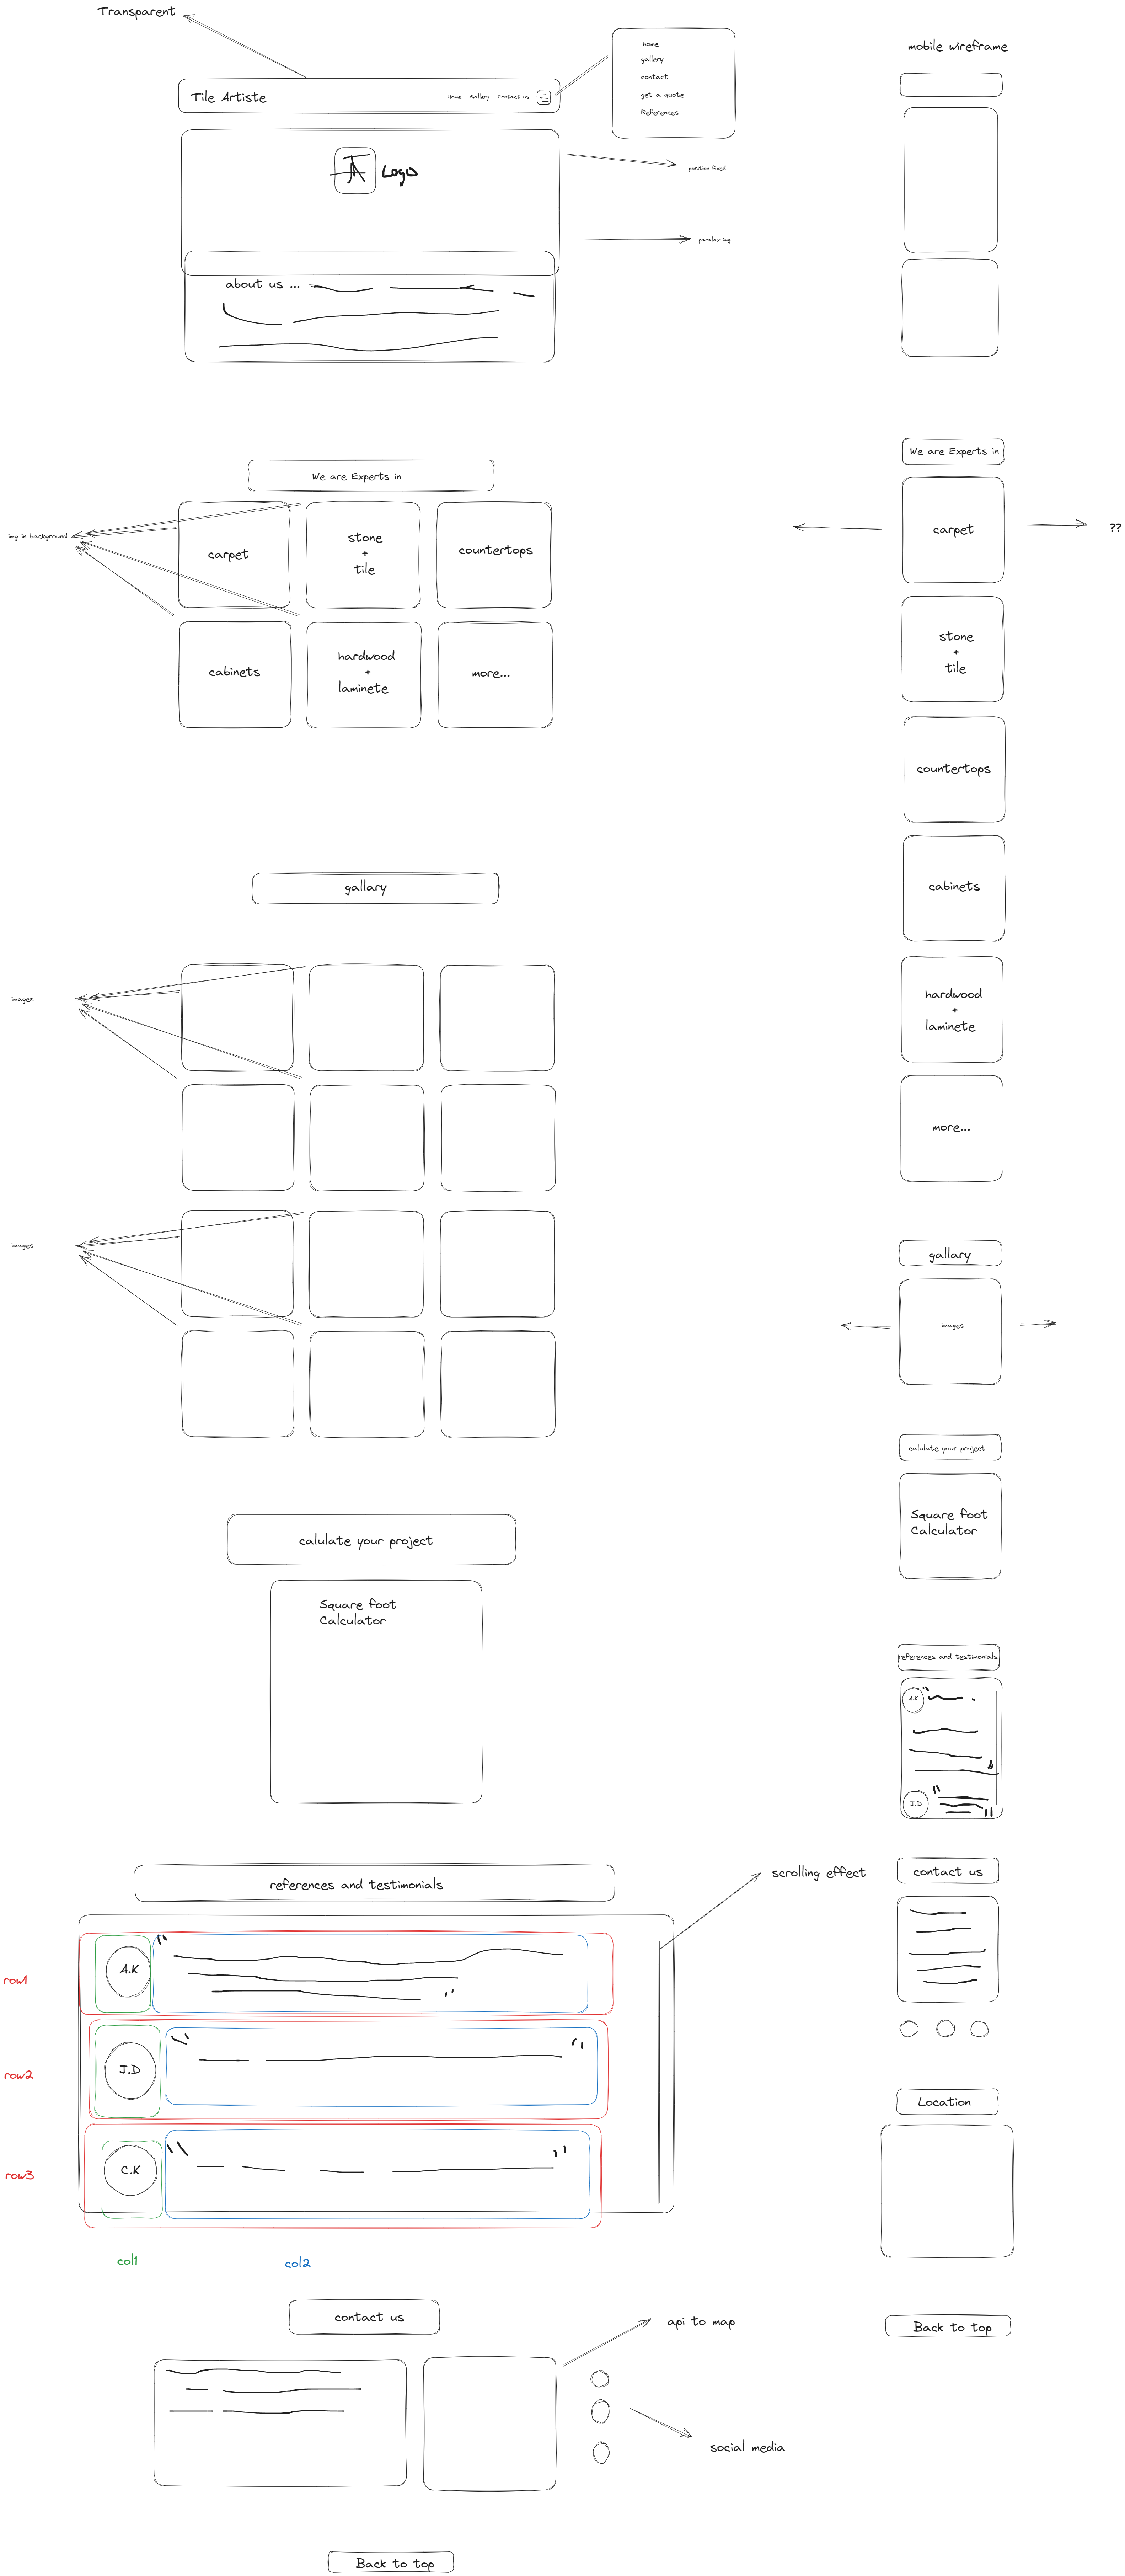 Transparent
Tile Artiste
Home
Gallery
Contact us
home
gallery
contact
get a quote
References
Logo
position fixed
paralax img
about us ...
We are Experts in
img in background
carpet
stone
+
tile
countertops
cabinets
hardwood
+
laminete
more...
gallary
images
images
calulate your project
Square foot
Calculator
references and testimonials
scrolling effect
row1
A.K
row2
J.D
row3
C.K
col1
col2
contact us
api to map
social media
Back to top
mobile wireframe
We are Experts in
carpet
??
stone
+
tile
countertops
cabinets
hardwood
+
laminete
more...
gallary
images
calulate your project
Square foot
Calculator
references and testimonials
A.K
J.D
contact us
Location
Back to top